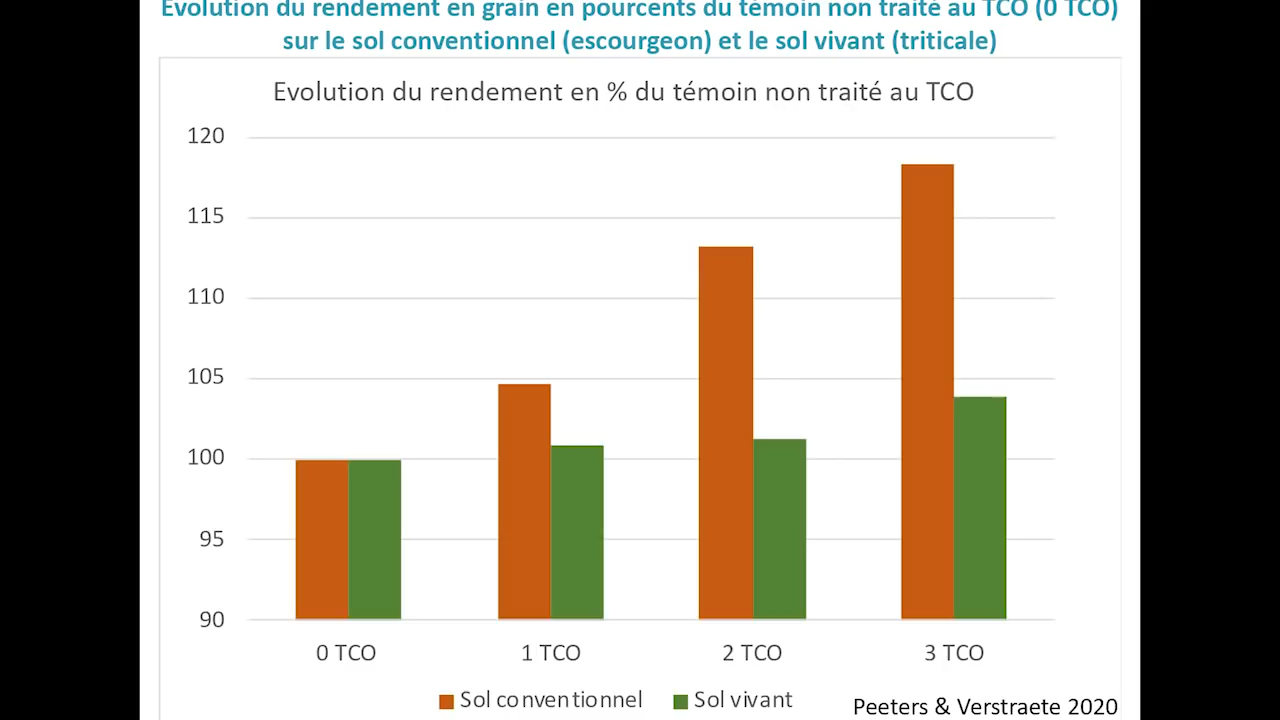 Evolution du rendement en grain en pourcents du témoin non traité au TCO (0 TCO)
sur le sol conventionnel (escourgeon) et le sol vivant (triticale)
Evolution du rendement en % du témoin non traité au TCO
120
115
110
105
100
95
90
0 TCO 1 TCO 2 TCO 3 TCO
Sol conventionnel Sol vivant
Peeters & Verstraete 2020